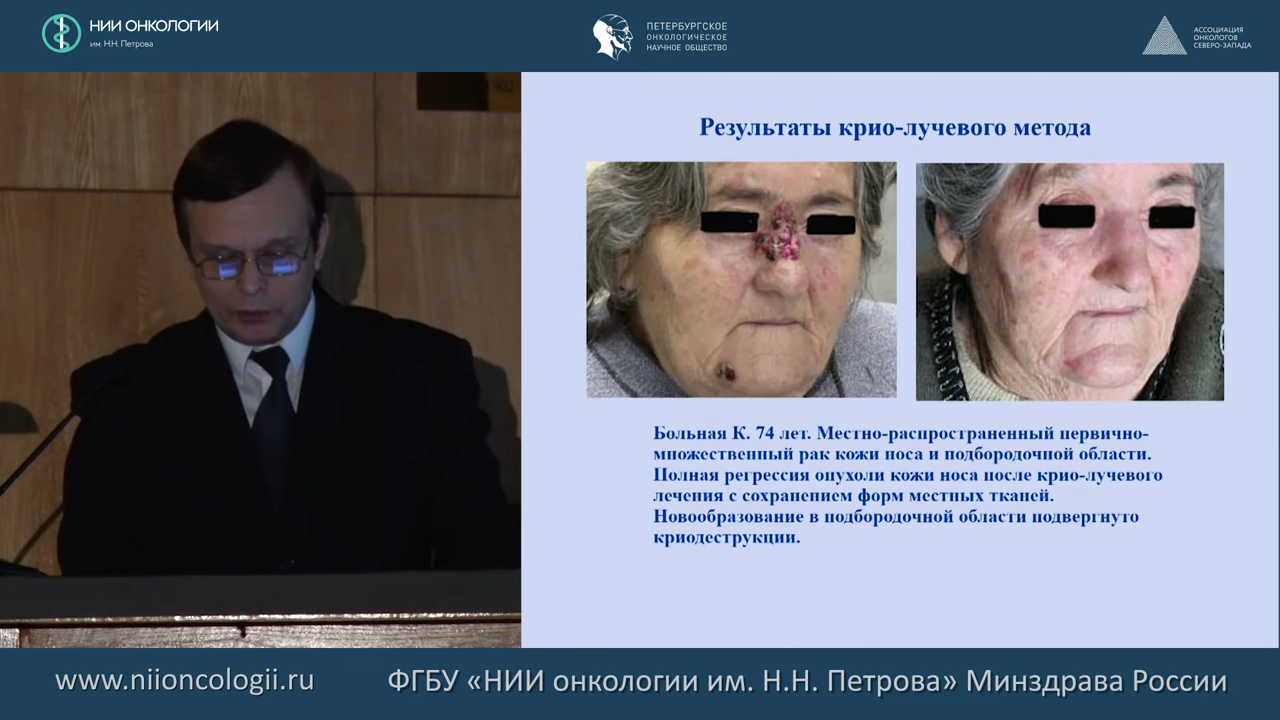 НИИ ОНКОЛОГИИ
им. Н.Н. Петрова
ПЕТЕРБУРГСКОЕ
ОНКОЛОГИЧЕСКОЕ
НАУЧНОЕ ОБЩЕСТВО
АССОЦИАЦИЯ
ОНКОЛОГОВ
СЕВЕРО-ЗАПАДА
Результаты крио-лучевого метода
Больная К. 74 лет. Местно-распространенный первично-
множественный рак кожи носа и подбородочной области.
Полная регрессия опухоли кожи носа после крио-лучевого
лечения с сохранением форм местных тканей.
Новообразование в подбородочной области подвергнуто
криодеструкции.
www.niioncologii.ru
ФГБУ «НИИ онкологии им. Н.Н. Петрова» Минздрава России